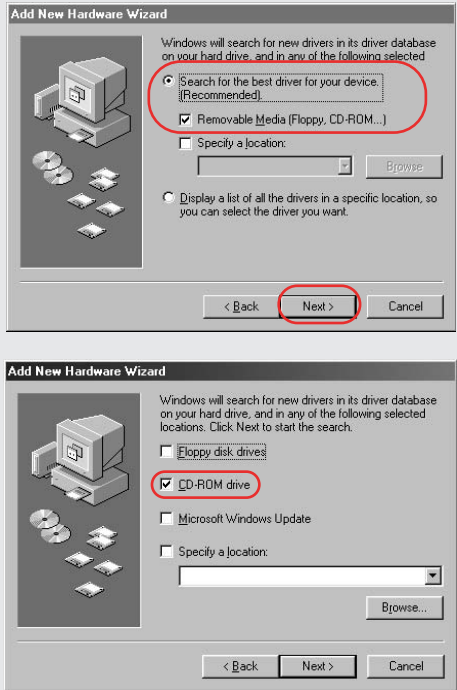 Add New Hardware Wizard
Windows will search for new drivers in its driver database
on your hard drive, and in any of the following selected
Search for the best driver for your device.
(Recommended).
Removable Media (Floppy, CD-ROM...)
Specify a location:
Browse
Display a list of all the drivers in a specific location, so
you can select the driver you want.
< Back
Next >
Cancel
Add New Hardware Wizard
Windows will search for new drivers in its driver database
on your hard drive, and in any of the following selected
locations. Click Next to start the search.
Floppy disk drives
CD-ROM drive
Microsoft Windows Update
Specify a location:
Browse...
< Back
Next >
Cancel